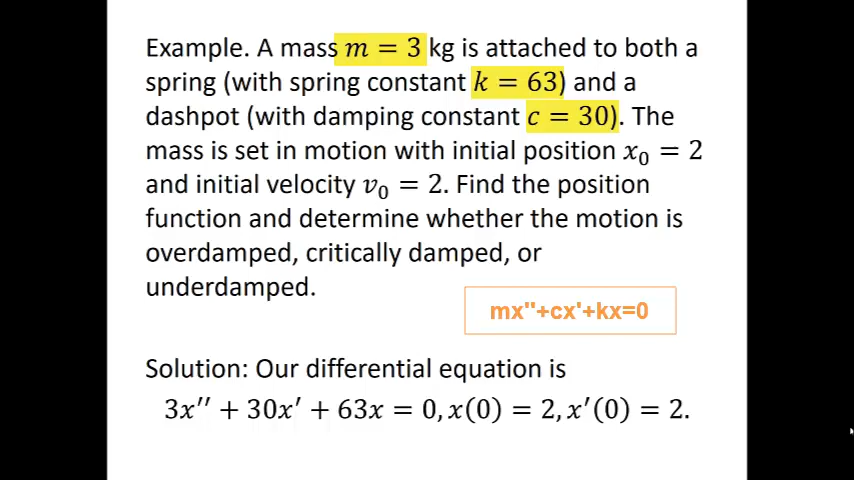 Example. A mass m = 3 kg is attached to both a
spring (with spring constant k = 63) and a
dashpot (with damping constant c = 30). The
mass is set in motion with initial position x₀ = 2
and initial velocity v₀ = 2. Find the position
function and determine whether the motion is
overdamped, critically damped, or
underdamped.
mx''+cx'+kx=0
Solution: Our differential equation is
3x′′ + 30x′ + 63x = 0, x(0) = 2, x′(0) = 2.